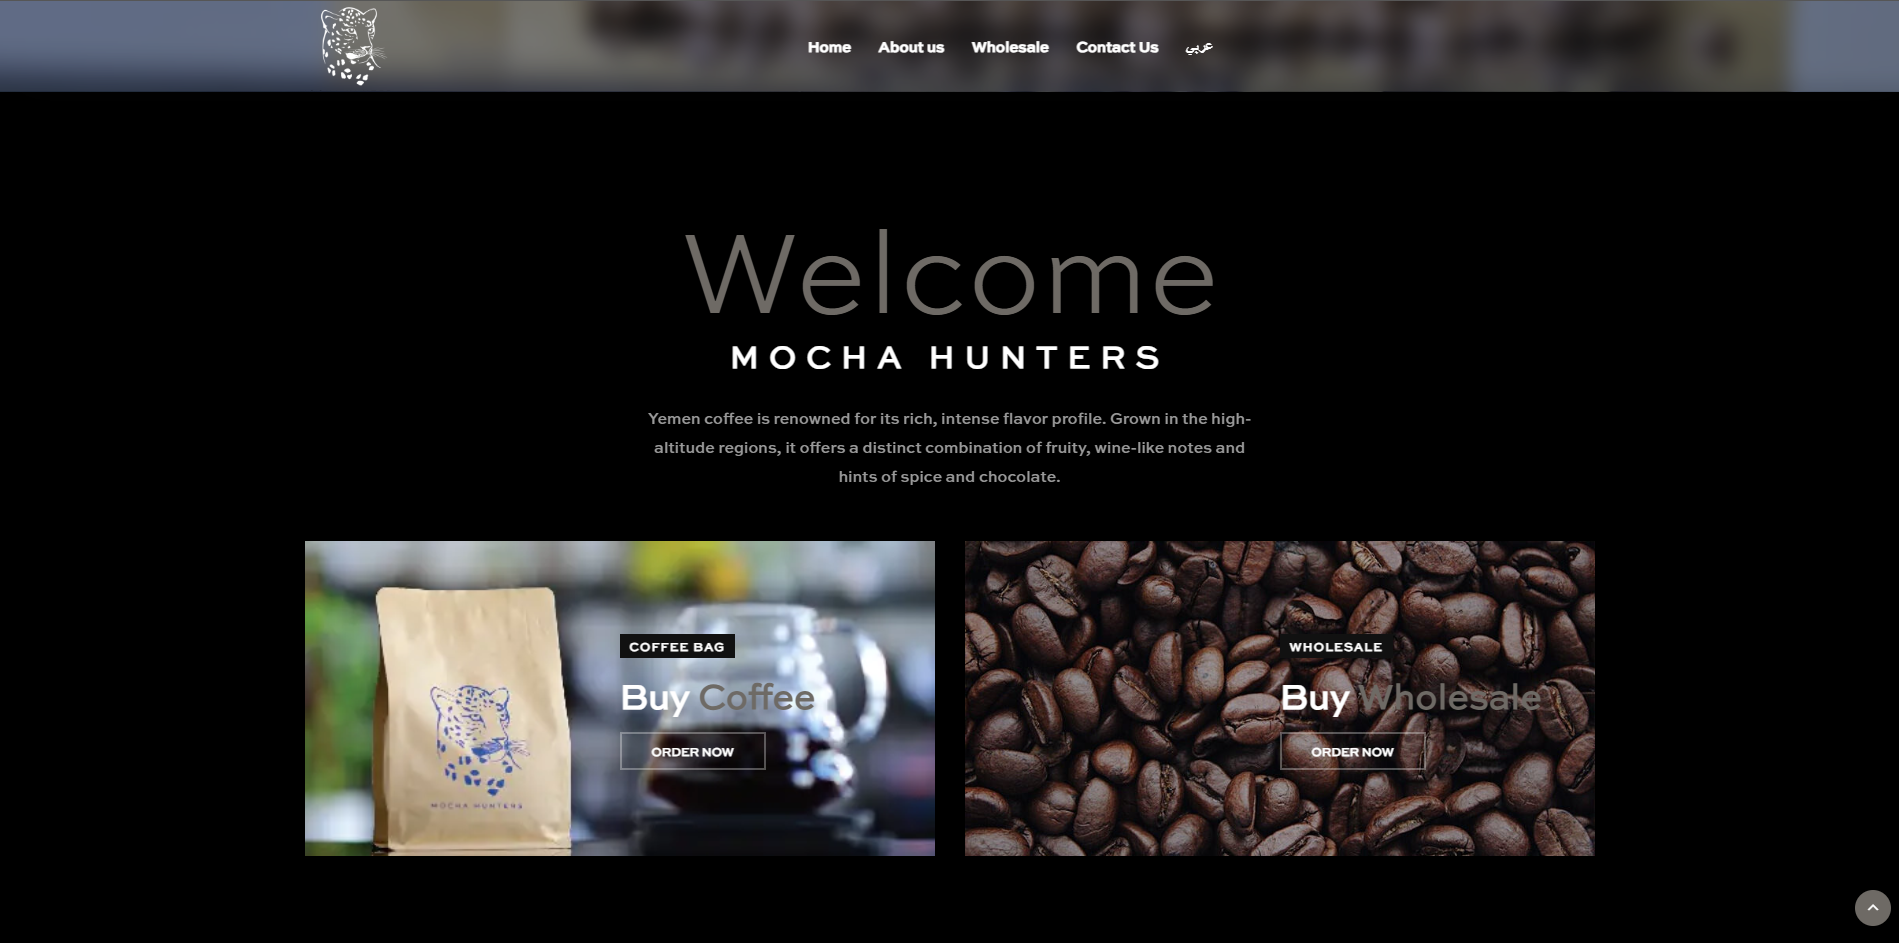 Home About us Wholesale Contact Us عربي
Welcome
MOCHA HUNTERS
Yemen coffee is renowned for its rich, intense flavor profile. Grown in the high-
altitude regions, it offers a distinct combination of fruity, wine-like notes and
hints of spice and chocolate.
COFFEE BAG
Buy Coffee
ORDER NOW
MOCHA HUNTERS
WHOLESALE
Buy Wholesale
ORDER NOW